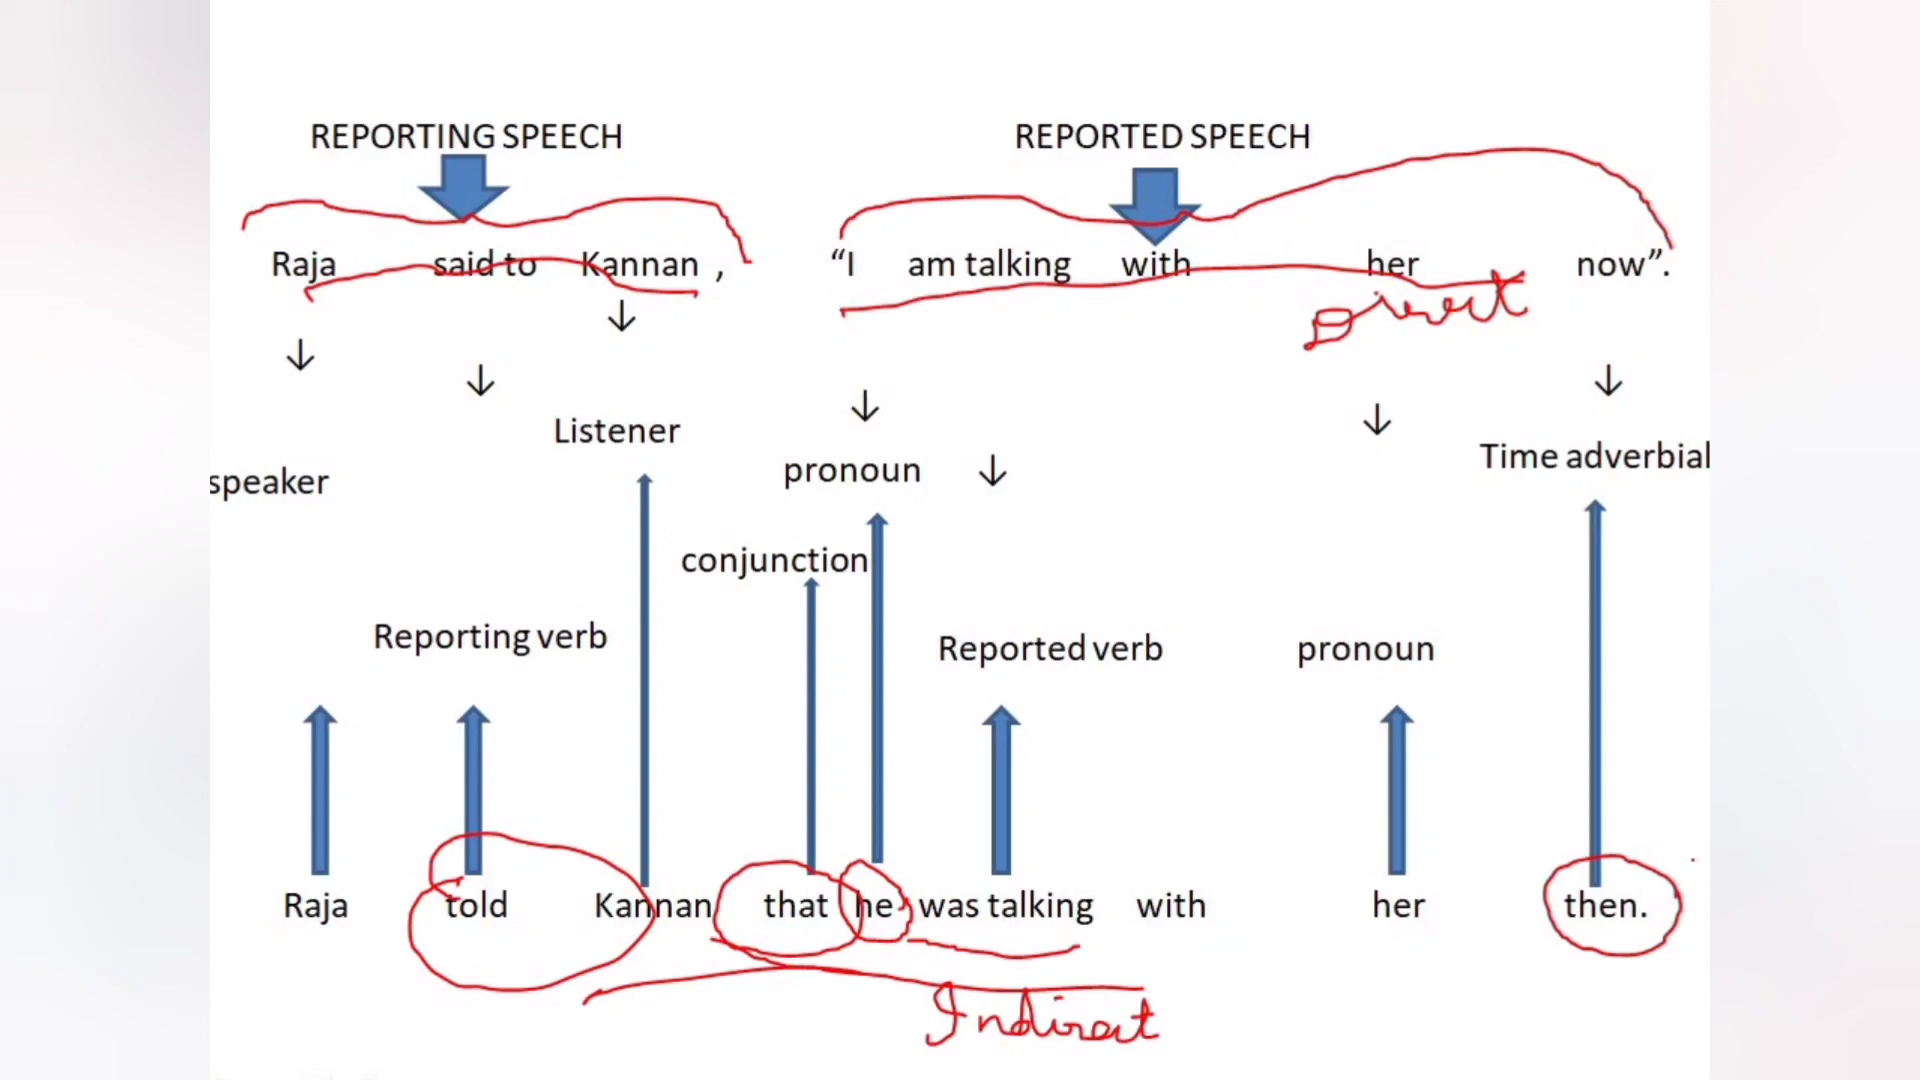 REPORTING SPEECH REPORTED SPEECH
Raja said to Kannan , “I am talking with her now”.
Direct
↓ ↓ ↓ ↓ ↓ ↓ ↓
Listener
Time adverbial
pronoun
speaker
conjunction
Reporting verb Reported verb pronoun
Raja told Kannan that he was talking with her then.
Indirect